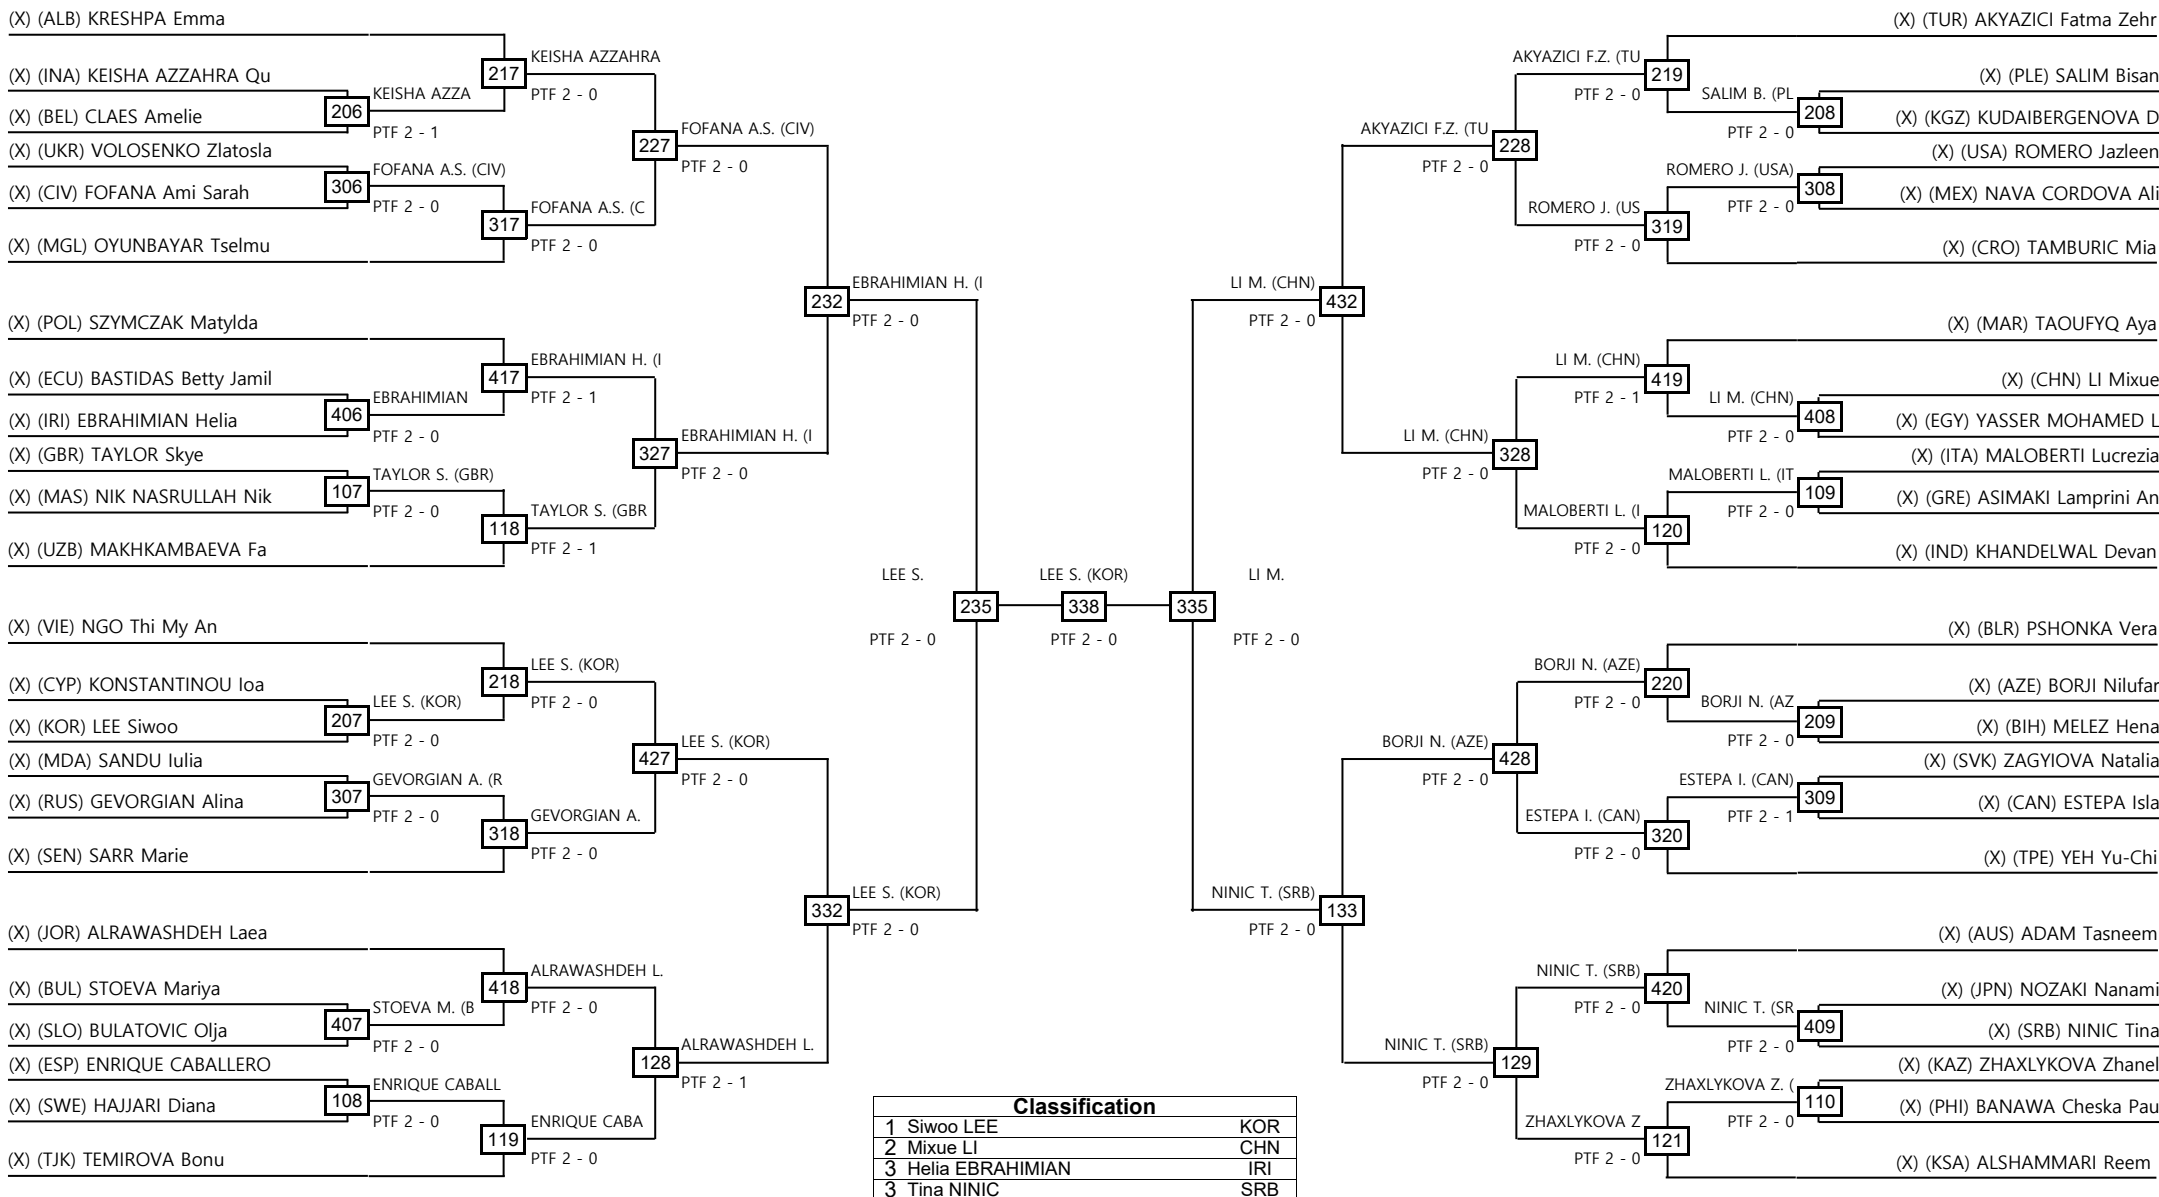 (X) (ALB) KRESHPA Emma
(X) (INA) KEISHA AZZAHRA Qu
(X) (BEL) CLAES Amelie
(X) (UKR) VOLOSENKO Zlatosla
(X) (CIV) FOFANA Ami Sarah
(X) (MGL) OYUNBAYAR Tselmu
(X) (POL) SZYMCZAK Matylda
(X) (ECU) BASTIDAS Betty Jamil
(X) (IRI) EBRAHIMIAN Helia
(X) (GBR) TAYLOR Skye
(X) (MAS) NIK NASRULLAH Nik
(X) (UZB) MAKHKAMBAEVA Fa
(X) (VIE) NGO Thi My An
(X) (CYP) KONSTANTINOU Ioa
(X) (KOR) LEE Siwoo
(X) (MDA) SANDU Iulia
(X) (RUS) GEVORGIAN Alina
(X) (SEN) SARR Marie
(X) (JOR) ALRAWASHDEH Laea
(X) (BUL) STOEVA Mariya
(X) (SLO) BULATOVIC Olja
(X) (ESP) ENRIQUE CABALLERO
(X) (SWE) HAJJARI Diana
(X) (TJK) TEMIROVA Bonu
206
KEISHA AZZA
PTF 2 - 1
306
FOFANA A.S. (CIV)
PTF 2 - 0
406
EBRAHIMIAN
PTF 2 - 0
107
TAYLOR S. (GBR)
PTF 2 - 0
207
LEE S. (KOR)
PTF 2 - 0
307
GEVORGIAN A. (R
PTF 2 - 0
407
STOEVA M. (B
PTF 2 - 0
108
ENRIQUE CABALL
PTF 2 - 0
217
KEISHA AZZAHRA
PTF 2 - 0
317
FOFANA A.S. (C
PTF 2 - 0
417
EBRAHIMIAN H. (I
PTF 2 - 1
118
TAYLOR S. (GBR
PTF 2 - 1
218
LEE S. (KOR)
PTF 2 - 0
318
GEVORGIAN A.
PTF 2 - 0
418
ALRAWASHDEH L.
PTF 2 - 0
119
ENRIQUE CABA
PTF 2 - 0
227
FOFANA A.S. (CIV)
PTF 2 - 0
327
EBRAHIMIAN H. (I
PTF 2 - 0
427
LEE S. (KOR)
PTF 2 - 0
128
ALRAWASHDEH L.
PTF 2 - 1
232
EBRAHIMIAN H. (I
PTF 2 - 0
332
LEE S. (KOR)
PTF 2 - 0
LEE S.
235
PTF 2 - 0
LEE S. (KOR)
338
PTF 2 - 0
LI M.
335
PTF 2 - 0
LI M. (CHN)
432
PTF 2 - 0
NINIC T. (SRB)
133
PTF 2 - 0
AKYAZICI F.Z. (TU
228
PTF 2 - 0
LI M. (CHN)
328
PTF 2 - 0
BORJI N. (AZE)
428
PTF 2 - 0
NINIC T. (SRB)
129
PTF 2 - 0
AKYAZICI F.Z. (TU
219
PTF 2 - 0
ROMERO J. (US
319
PTF 2 - 0
LI M. (CHN)
419
PTF 2 - 1
MALOBERTI L. (I
120
PTF 2 - 0
BORJI N. (AZE)
220
PTF 2 - 0
ESTEPA I. (CAN)
320
PTF 2 - 0
NINIC T. (SRB)
420
PTF 2 - 0
ZHAXLYKOVA Z
121
PTF 2 - 0
SALIM B. (PL
208
PTF 2 - 0
ROMERO J. (USA)
308
PTF 2 - 0
LI M. (CHN)
408
PTF 2 - 0
MALOBERTI L. (IT
109
PTF 2 - 0
BORJI N. (AZ
209
PTF 2 - 0
ESTEPA I. (CAN)
309
PTF 2 - 1
NINIC T. (SR
409
PTF 2 - 0
ZHAXLYKOVA Z. (
110
PTF 2 - 0
(X) (TUR) AKYAZICI Fatma Zehr
(X) (PLE) SALIM Bisan
(X) (KGZ) KUDAIBERGENOVA D
(X) (USA) ROMERO Jazleen
(X) (MEX) NAVA CORDOVA Ali
(X) (CRO) TAMBURIC Mia
(X) (MAR) TAOUFYQ Aya
(X) (CHN) LI Mixue
(X) (EGY) YASSER MOHAMED L
(X) (ITA) MALOBERTI Lucrezia
(X) (GRE) ASIMAKI Lamprini An
(X) (IND) KHANDELWAL Devan
(X) (BLR) PSHONKA Vera
(X) (AZE) BORJI Nilufar
(X) (BIH) MELEZ Hena
(X) (SVK) ZAGYIOVA Natalia
(X) (CAN) ESTEPA Isla
(X) (TPE) YEH Yu-Chi
(X) (AUS) ADAM Tasneem
(X) (JPN) NOZAKI Nanami
(X) (SRB) NINIC Tina
(X) (KAZ) ZHAXLYKOVA Zhanel
(X) (PHI) BANAWA Cheska Pau
(X) (KSA) ALSHAMMARI Reem
Classification
1 Siwoo LEE KOR
2 Mixue LI CHN
3 Helia EBRAHIMIAN IRI
3 Tina NINIC SRB